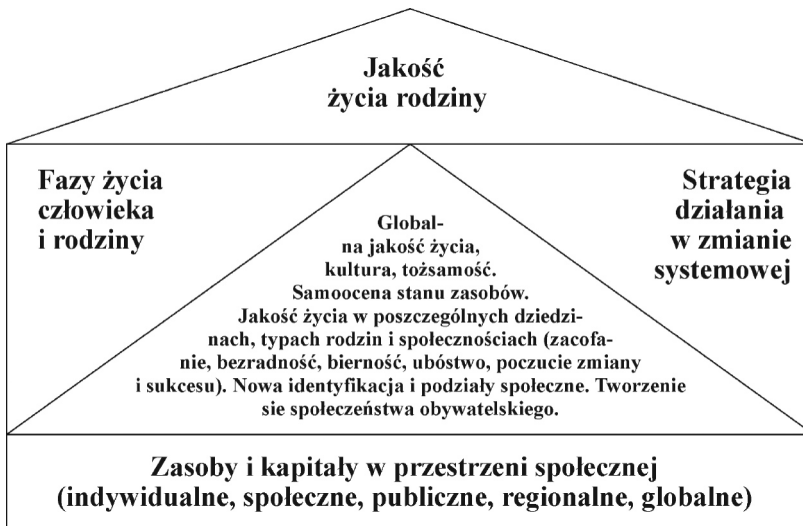 Jakość
życia rodziny
Fazy życia
człowieka
i rodziny
Strategia
działania
w zmianie
systemowej
Global-
na jakość życia,
kultura, tożsamość.
Samoocena stanu zasobów.
Jakość życia w poszczególnych dziedzi-
nach, typach rodzin i społecznościach (zacofa-
nie, bezradność, bierność, ubóstwo, poczucie zmiany
i sukcesu). Nowa identyfikacja i podziały społeczne. Tworzenie
sie społeczeństwa obywatelskiego.
Zasoby i kapitały w przestrzeni społecznej
(indywidualne, społeczne, publiczne, regionalne, globalne)